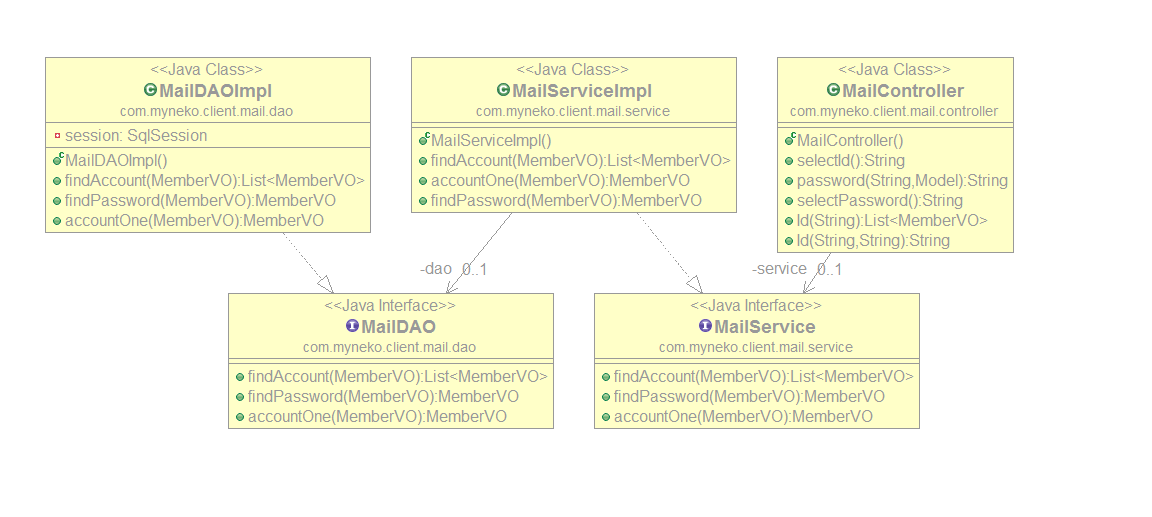 <<Java Class>>
MailDAOImpl
com.myneko.client.mail.dao
session: SqlSession
MailDAOImpl()
findAccount(MemberVO):List<MemberVO>
findPassword(MemberVO):MemberVO
accountOne(MemberVO):MemberVO
<<Java Class>>
MailServiceImpl
com.myneko.client.mail.service
MailServiceImpl()
findAccount(MemberVO):List<MemberVO>
accountOne(MemberVO):MemberVO
findPassword(MemberVO):MemberVO
<<Java Class>>
MailController
com.myneko.client.mail.controller
MailController()
selectId():String
password(String,Model):String
selectPassword():String
Id(String):List<MemberVO>
Id(String,String):String
-dao 0..1
-service 0..1
<<Java Interface>>
MailDAO
com.myneko.client.mail.dao
findAccount(MemberVO):List<MemberVO>
findPassword(MemberVO):MemberVO
accountOne(MemberVO):MemberVO
<<Java Interface>>
MailService
com.myneko.client.mail.service
findAccount(MemberVO):List<MemberVO>
findPassword(MemberVO):MemberVO
accountOne(MemberVO):MemberVO